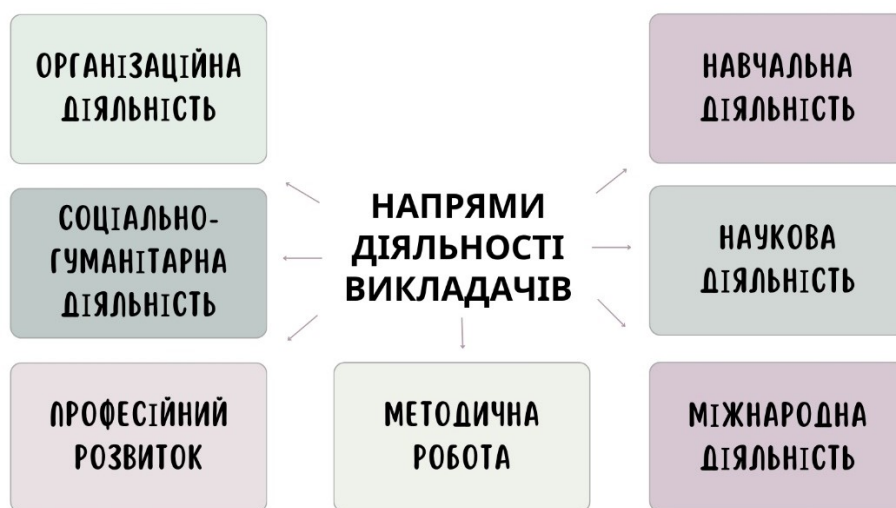 ОРГАНІЗАЦІЙНА
ДІЯЛЬНІСТЬ
НАВЧАЛЬНА
ДІЯЛЬНІСТЬ
НАПРЯМИ
ДІЯЛЬНОСТІ
ВИКЛАДАЧІВ
СОЦІАЛЬНО-
ГУМАНІТАРНА
ДІЯЛЬНІСТЬ
НАУКОВА
ДІЯЛЬНІСТЬ
ПРОФЕСІЙНИЙ
РОЗВИТОК
МЕТОДИЧНА
РОБОТА
МІЖНАРОДНА
ДІЯЛЬНІСТЬ